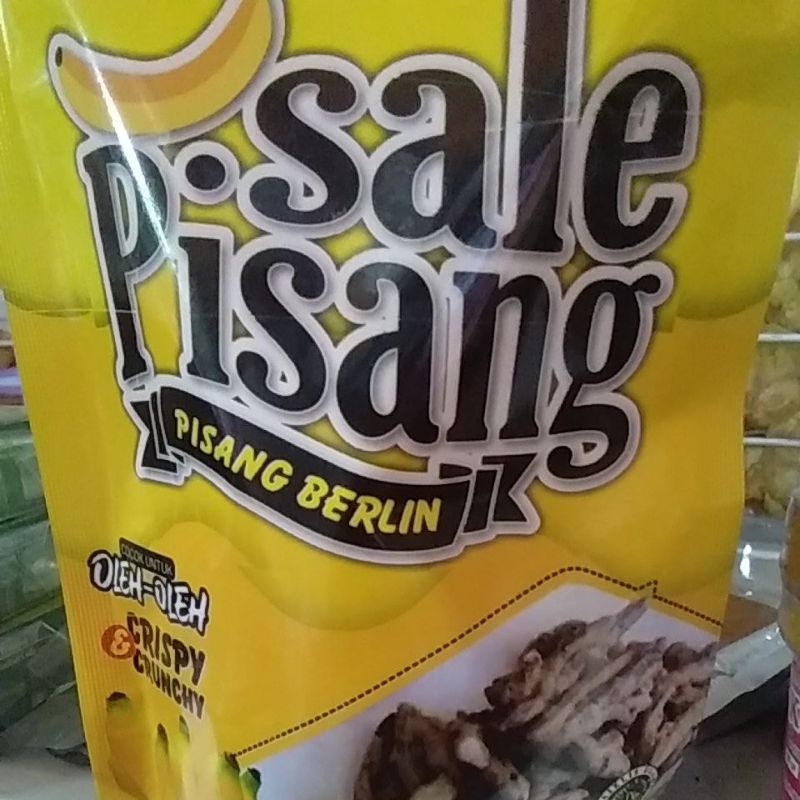 sale
Pisang
PISANG BERLIN
COCOK UNTUK
OLEH-OLEH
CRISPY
& CRUNCHY